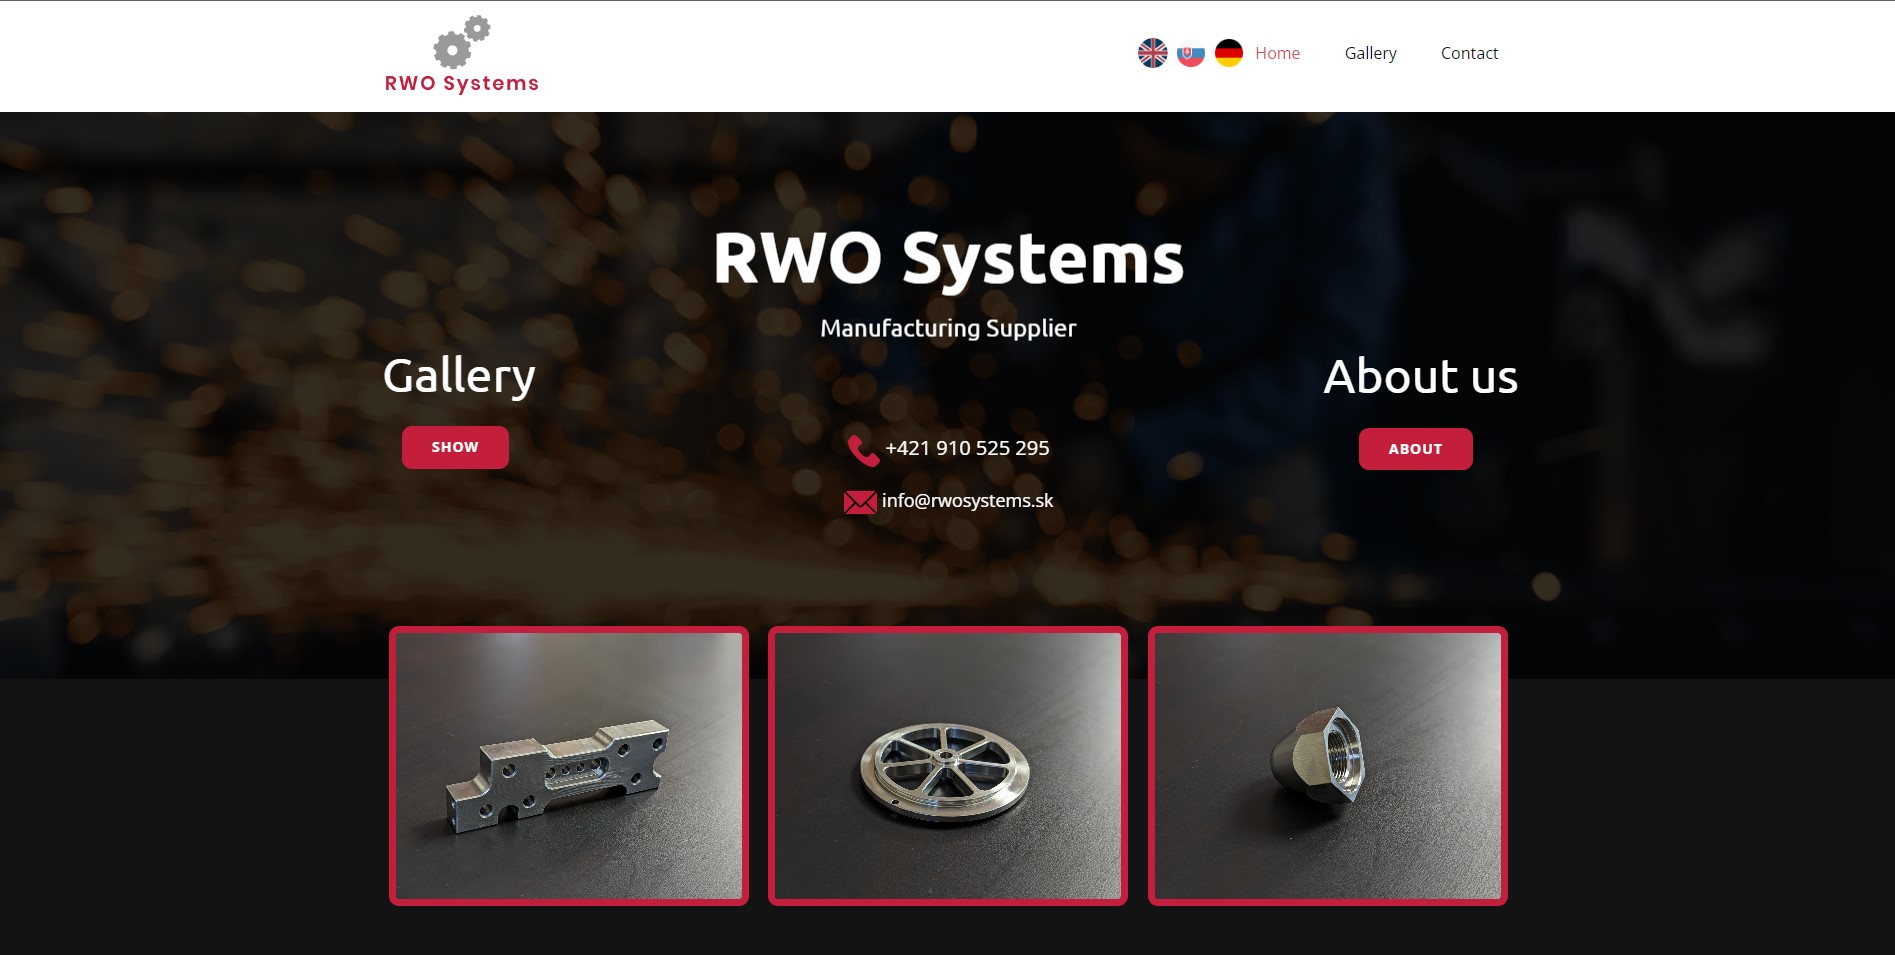 RWO Systems
Home
Gallery
Contact
RWO Systems
Manufacturing Supplier
Gallery
SHOW
+421 910 525 295
info@rwosystems.sk
About us
ABOUT